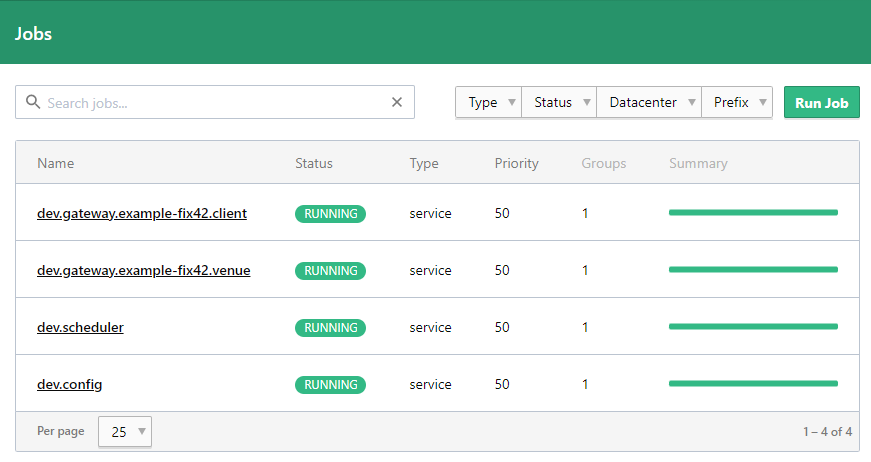 Jobs
Search jobs... Type Status Datacenter Prefix Run Job
Name Status Type Priority Groups Summary
dev.gateway.example-fix42.client RUNNING service 50 1
dev.gateway.example-fix42.venue RUNNING service 50 1
dev.scheduler RUNNING service 50 1
dev.config RUNNING service 50 1
Per page 25 1 – 4 of 4